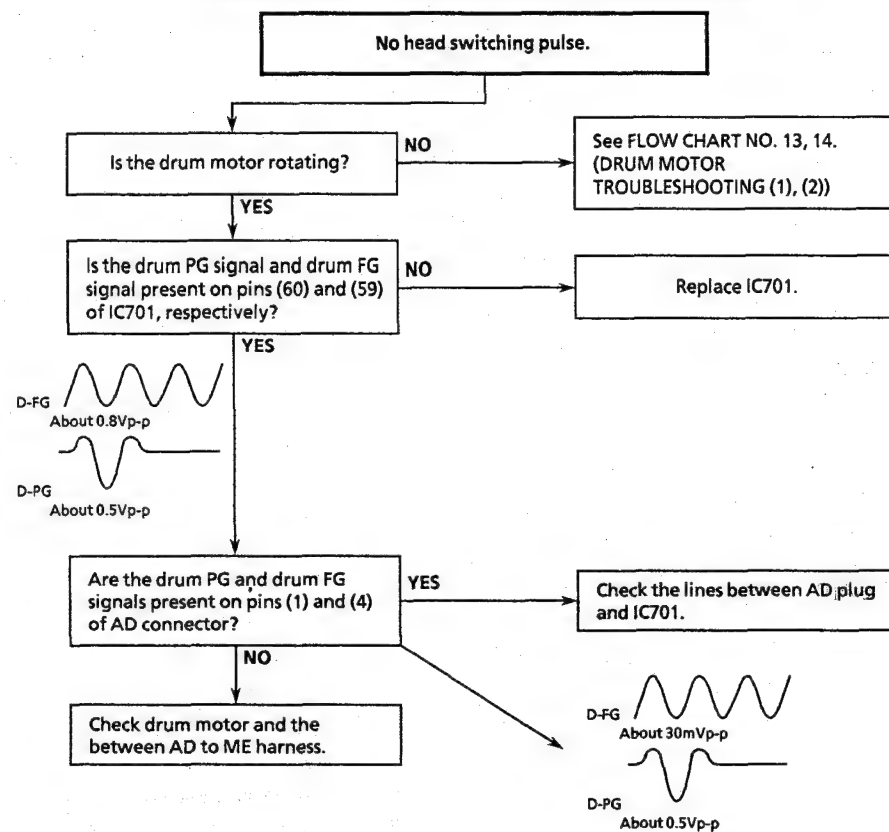 No head switching pulse.
Is the drum motor rotating?
NO
See FLOW CHART NO. 13, 14.
(DRUM MOTOR
TROUBLESHOOTING (1), (2))
YES
Is the drum PG signal and drum FG
signal present on pins (60) and (59)
of IC701, respectively?
NO
Replace IC701.
YES
D-FG
About 0.8Vp-p
D-PG
About 0.5Vp-p
Are the drum PG and drum FG
signals present on pins (1) and (4)
of AD connector?
YES
Check the lines between AD plug
and IC701.
NO
Check drum motor and the
between AD to ME harness.
D-FG
About 30mVp-p
D-PG
About 0.5Vp-p